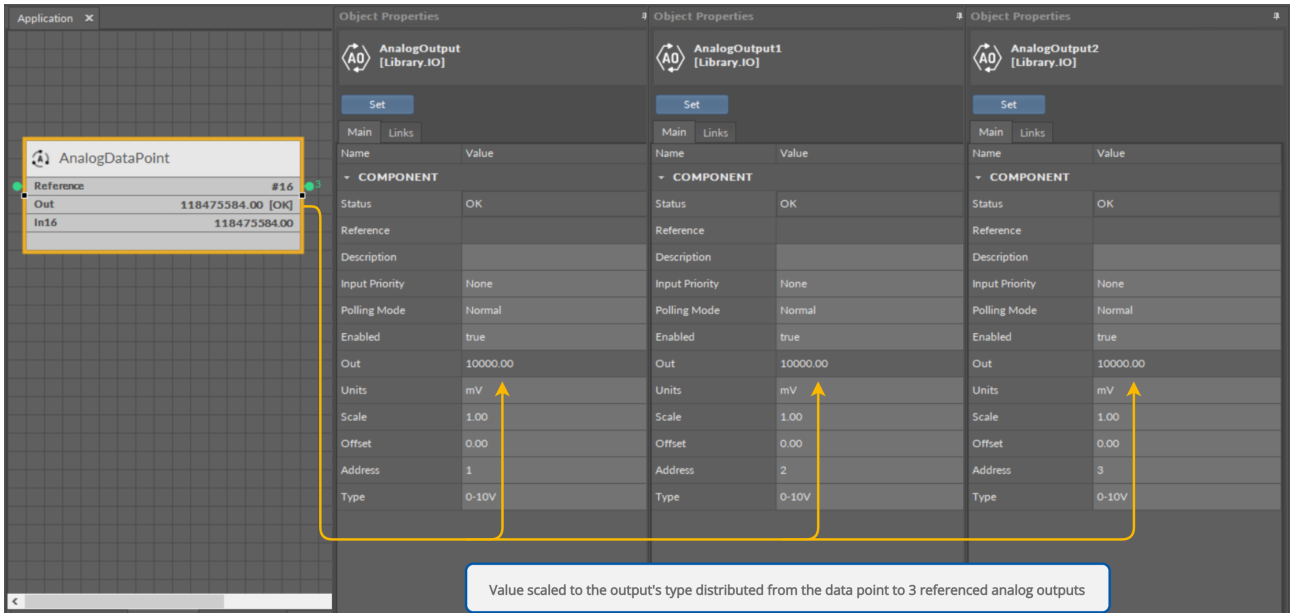 Application ×
AnalogDataPoint
Reference #16 3
Out 118475584.00 [OK]
In16 118475584.00
Object Properties
AO AnalogOutput
[Library.IO]
Set
Main Links
Name Value
COMPONENT
Status OK
Reference
Description
Input Priority None
Polling Mode Normal
Enabled true
Out 10000.00
Units mV
Scale 1.00
Offset 0.00
Address 1
Type 0-10V
Object Properties
AO AnalogOutput1
[Library.IO]
Set
Main Links
Name Value
COMPONENT
Status OK
Reference
Description
Input Priority None
Polling Mode Normal
Enabled true
Out 10000.00
Units mV
Scale 1.00
Offset 0.00
Address 2
Type 0-10V
Object Properties
AO AnalogOutput2
[Library.IO]
Set
Main Links
Name Value
COMPONENT
Status OK
Reference
Description
Input Priority None
Polling Mode Normal
Enabled true
Out 10000.00
Units mV
Scale 1.00
Offset 0.00
Address 3
Type 0-10V
Value scaled to the output's type distributed from the data point to 3 referenced analog outputs